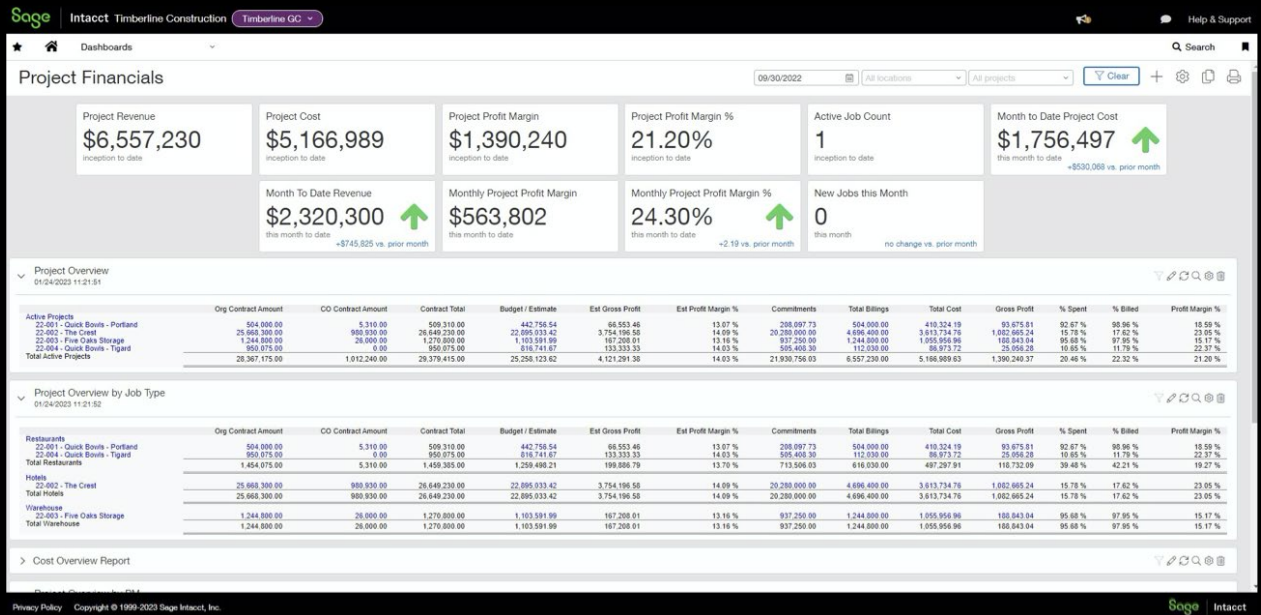 Sage Intacct Timberline Construction Timberline GC Help & Support
Dashboards Search
Project Financials 09/30/2022 All locations All projects Clear
Project Revenue
$6,557,230
inception to date
Project Cost
$5,166,989
inception to date
Project Profit Margin
$1,390,240
inception to date
Project Profit Margin %
21.20%
inception to date
Active Job Count
1
inception to date
Month to Date Project Cost
$1,756,497
this month to date
+$530,068 vs. prior month
Month To Date Revenue
$2,320,300
this month to date
+$745,825 vs. prior month
Monthly Project Profit Margin
$563,802
this month to date
Monthly Project Profit Margin %
24.30%
this month to date
+2.19 vs. prior month
New Jobs this Month
0
this month
no change vs. prior month
Project Overview
01/24/2023 11:21:51
Org Contract Amount CO Contract Amount Contract Total Budget / Estimate Est Gross Profit Est Profit Margin % Commitments Total Billings Total Cost Gross Profit % Spent % Billed Profit Margin %
Active Projects
22-001 - Quick Bowls - Portland 504,000.00 5,310.00 509,310.00 442,756.54 66,553.46 13.07 % 208,097.73 504,000.00 410,324.19 93,675.81 92.67 % 98.96 % 18.59 %
22-002 - The Crest 25,668,300.00 980,930.00 26,649,230.00 22,895,033.42 3,754,196.58 14.09 % 20,280,000.00 4,696,400.00 3,613,734.76 1,082,665.24 15.78 % 17.62 % 23.05 %
22-003 - Five Oaks Storage 1,244,800.00 26,000.00 1,270,800.00 1,103,591.99 167,208.01 13.16 % 937,250.00 1,244,800.00 1,055,956.96 188,843.04 95.68 % 97.95 % 15.17 %
22-004 - Quick Bowls - Tigard 950,075.00 0.00 950,075.00 816,741.67 133,333.33 14.03 % 505,408.30 112,030.00 86,973.72 25,056.28 10.65 % 11.79 % 22.37 %
Total Active Projects 28,367,175.00 1,012,240.00 29,379,415.00 25,258,123.62 4,121,291.38 14.03 % 21,930,756.03 6,557,230.00 5,166,989.63 1,390,240.37 20.46 % 22.32 % 21.20 %
Project Overview by Job Type
01/24/2023 11:21:52
Org Contract Amount CO Contract Amount Contract Total Budget / Estimate Est Gross Profit Est Profit Margin % Commitments Total Billings Total Cost Gross Profit % Spent % Billed Profit Margin %
Restaurants
22-001 - Quick Bowls - Portland 504,000.00 5,310.00 509,310.00 442,756.54 66,553.46 13.07 % 208,097.73 504,000.00 410,324.19 93,675.81 92.67 % 98.96 % 18.59 %
22-004 - Quick Bowls - Tigard 950,075.00 0.00 950,075.00 816,741.67 133,333.33 14.03 % 505,408.30 112,030.00 86,973.72 25,056.28 10.65 % 11.79 % 22.37 %
Total Restaurants 1,454,075.00 5,310.00 1,459,385.00 1,259,498.21 199,886.79 13.70 % 713,506.03 616,030.00 497,297.91 118,732.09 39.48 % 42.21 % 19.27 %
Hotels
22-002 - The Crest 25,668,300.00 980,930.00 26,649,230.00 22,895,033.42 3,754,196.58 14.09 % 20,280,000.00 4,696,400.00 3,613,734.76 1,082,665.24 15.78 % 17.62 % 23.05 %
Total Hotels 25,668,300.00 980,930.00 26,649,230.00 22,895,033.42 3,754,196.58 14.09 % 20,280,000.00 4,696,400.00 3,613,734.76 1,082,665.24 15.78 % 17.62 % 23.05 %
Warehouse
22-003 - Five Oaks Storage 1,244,800.00 26,000.00 1,270,800.00 1,103,591.99 167,208.01 13.16 % 937,250.00 1,244,800.00 1,055,956.96 188,843.04 95.68 % 97.95 % 15.17 %
Total Warehouse 1,244,800.00 26,000.00 1,270,800.00 1,103,591.99 167,208.01 13.16 % 937,250.00 1,244,800.00 1,055,956.96 188,843.04 95.68 % 97.95 % 15.17 %
Cost Overview Report
Project Overview by PM
Privacy Policy Copyright © 1999-2023 Sage Intacct, Inc. Sage Intacct